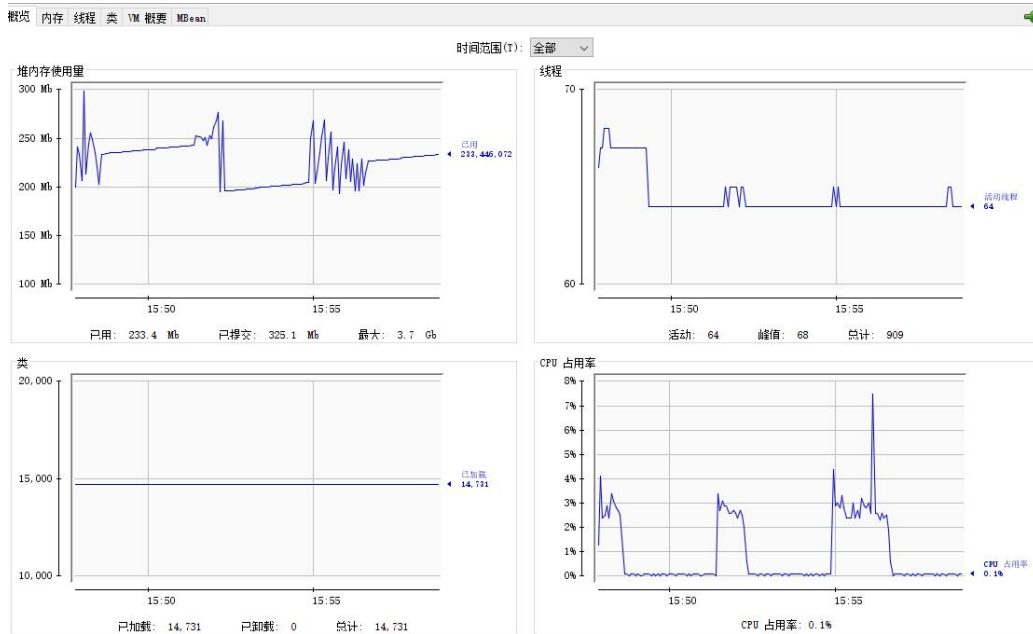 概览 内存 线程 类 VM 概要 MBean
时间范围(T): 全部
堆内存使用量
300 Mb
250 Mb
200 Mb
150 Mb
100 Mb
15:50 15:55
已用
233,446,072
已用: 233.4 Mb 已提交: 325.1 Mb 最大: 3.7 Gb
线程
70
60
15:50 15:55
活动线程
64
活动: 64 峰值: 68 总计: 909
类
20,000
15,000
10,000
15:50 15:55
已加载
14,731
已加载: 14,731 已卸载: 0 总计: 14,731
CPU 占用率
8%
7%
6%
5%
4%
3%
2%
1%
0%
15:50 15:55
CPU 占用率
0.1%
CPU 占用率: 0.1%